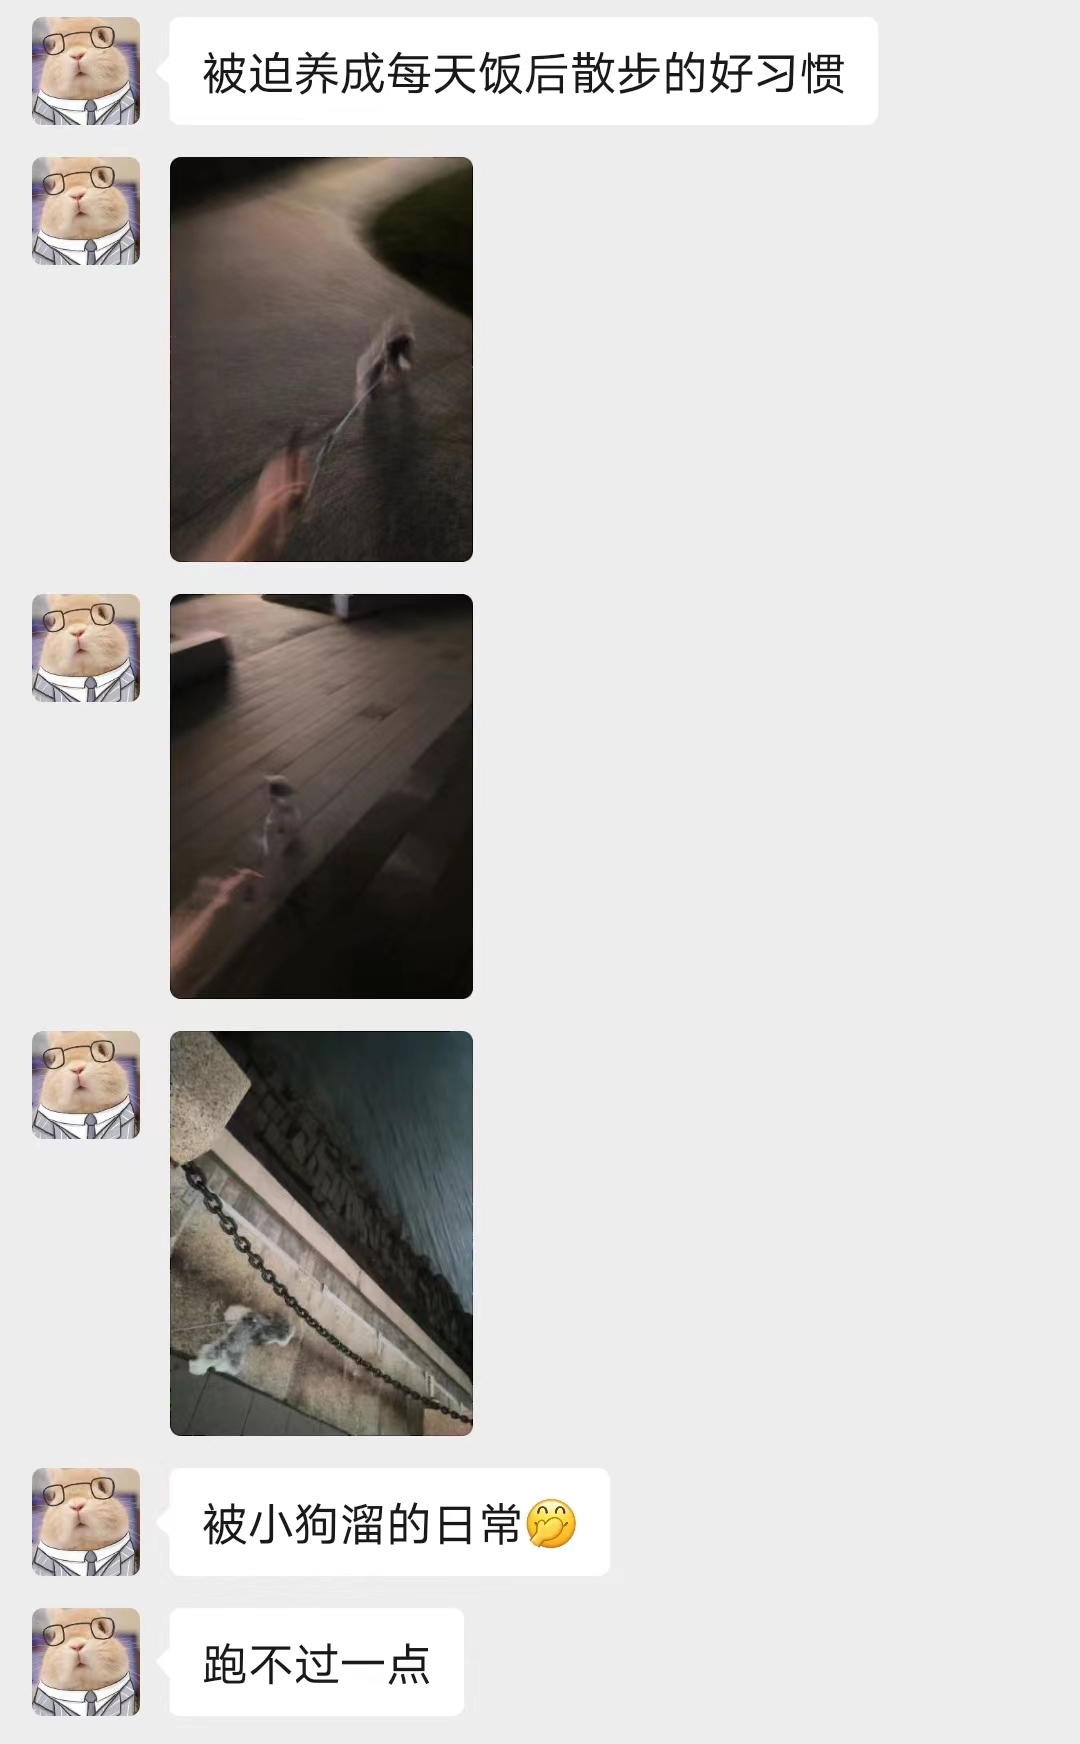 被迫养成每天饭后散步的好习惯
被小狗溜的日常🤭
跑不过一点